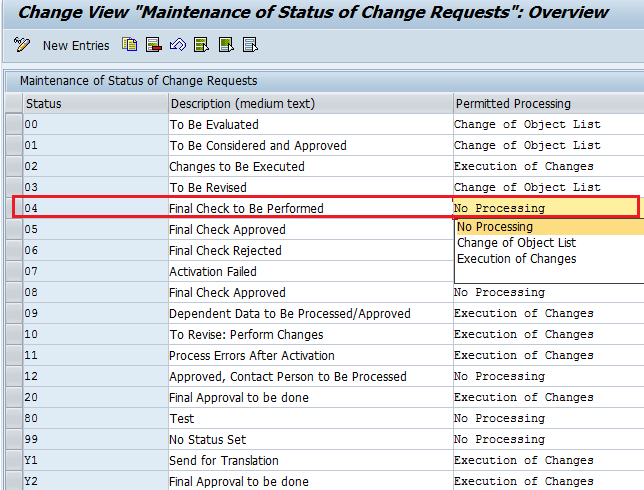 Change View "Maintenance of Status of Change Requests": Overview
New Entries
Maintenance of Status of Change Requests
Status Description (medium text) Permitted Processing
00 To Be Evaluated Change of Object List
01 To Be Considered and Approved Change of Object List
02 Changes to Be Executed Execution of Changes
03 To Be Revised Change of Object List
04 Final Check to Be Performed No Processing
05 Final Check Approved No Processing
06 Final Check Rejected Change of Object List
07 Activation Failed Execution of Changes
08 Final Check Approved No Processing
09 Dependent Data to Be Processed/Approved Execution of Changes
10 To Revise: Perform Changes Execution of Changes
11 Process Errors After Activation Execution of Changes
12 Approved, Contact Person to Be Processed No Processing
20 Final Approval to be done Execution of Changes
80 Test No Processing
99 No Status Set No Processing
Y1 Send for Translation Execution of Changes
Y2 Final Approval to be done Execution of Changes